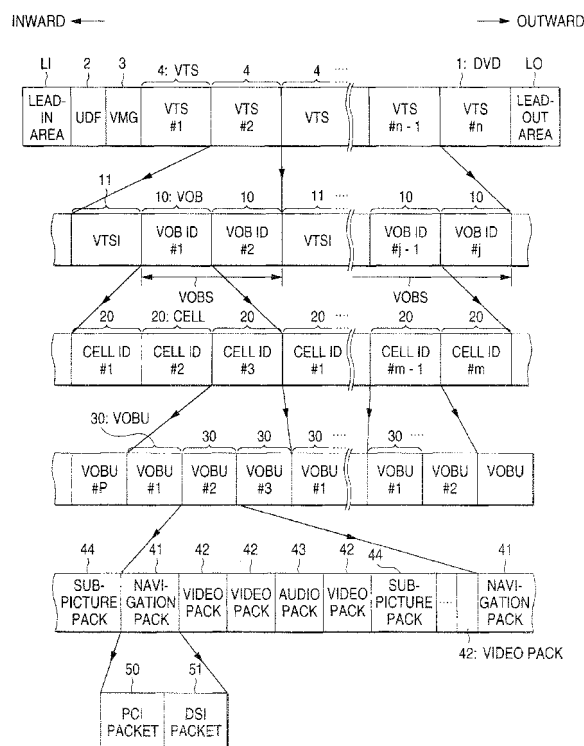 INWARD OUTWARD
LI 2 3 4: VTS 4 4 .... 1: DVD LO
LEAD-IN AREA UDF VMG VTS #1 VTS #2 VTS VTS #n - 1 VTS #n LEAD-OUT AREA
11 10: VOB 10 11 .... 10 10
VTSI VOB ID #1 VOB ID #2 VTSI VOB ID #j - 1 VOB ID #j
VOBS VOBS
20 20: CELL 20 20 .... 20 20
CELL ID #1 CELL ID #2 CELL ID #3 CELL ID #1 CELL ID #m - 1 CELL ID #m
30: VOBU 30 30 30 .... 30 ....
VOBU #P VOBU #1 VOBU #2 VOBU #3 VOBU #1 VOBU #1 VOBU #2 VOBU
44 41 42 42 43 42 44 41
SUB-PICTURE PACK NAVIGATION PACK VIDEO PACK VIDEO PACK AUDIO PACK VIDEO PACK SUB-PICTURE PACK .... NAVIGATION PACK
42: VIDEO PACK
50 51
PCI PACKET DSI PACKET